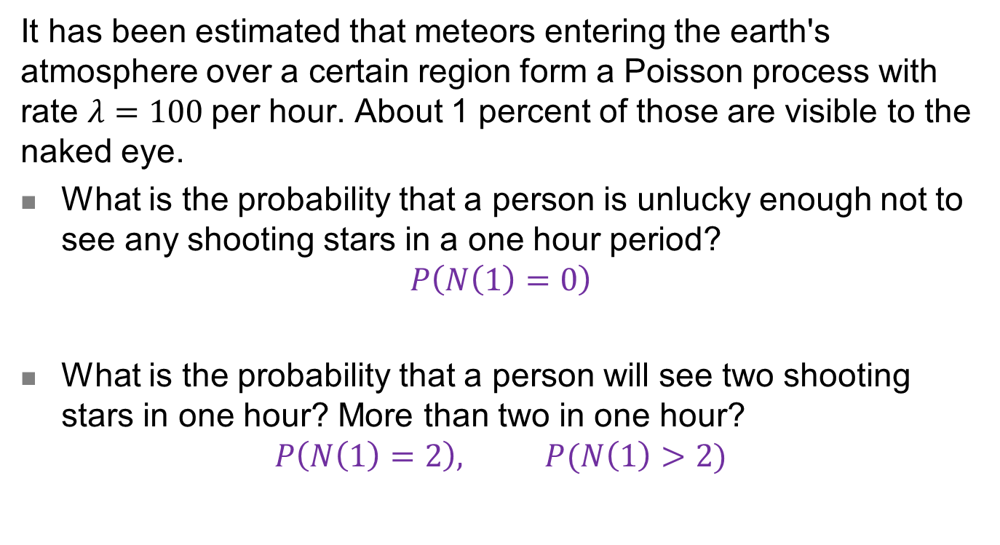 It has been estimated that meteors entering the earth's
atmosphere over a certain region form a Poisson process with
rate λ = 100 per hour. About 1 percent of those are visible to the
naked eye.
▪ What is the probability that a person is unlucky enough not to
see any shooting stars in a one hour period?
P(N(1) = 0)
▪ What is the probability that a person will see two shooting
stars in one hour? More than two in one hour?
P(N(1) = 2), P(N(1) > 2)